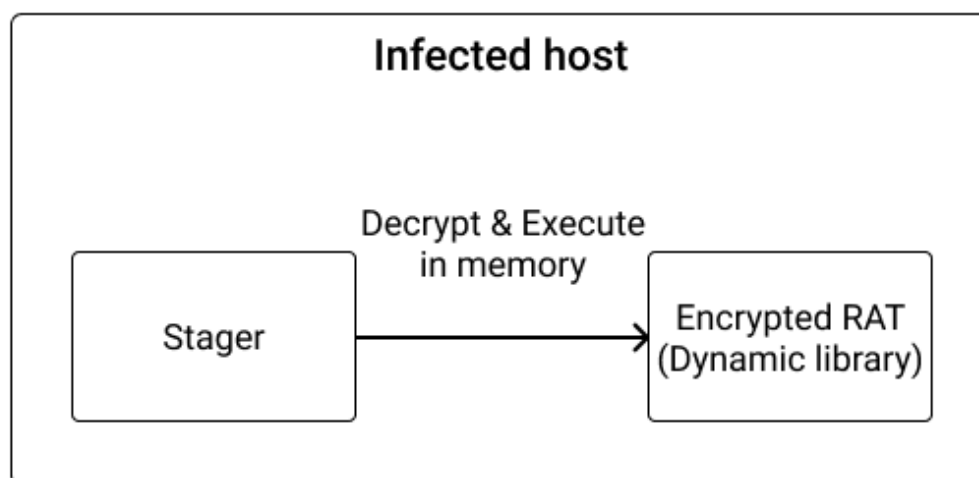 Infected host
Decrypt & Execute
in memory
Stager
Encrypted RAT
(Dynamic library)